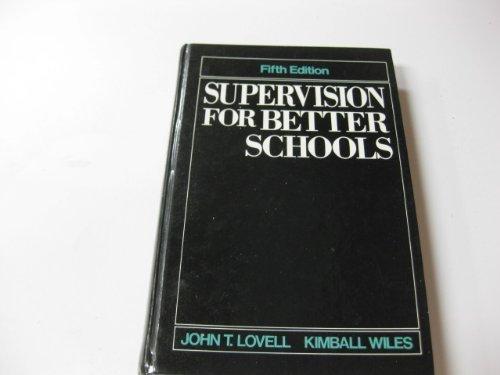 Fifth Edition
SUPERVISION
FOR BETTER
SCHOOLS
JOHN T. LOVELL KIMBALL WILES